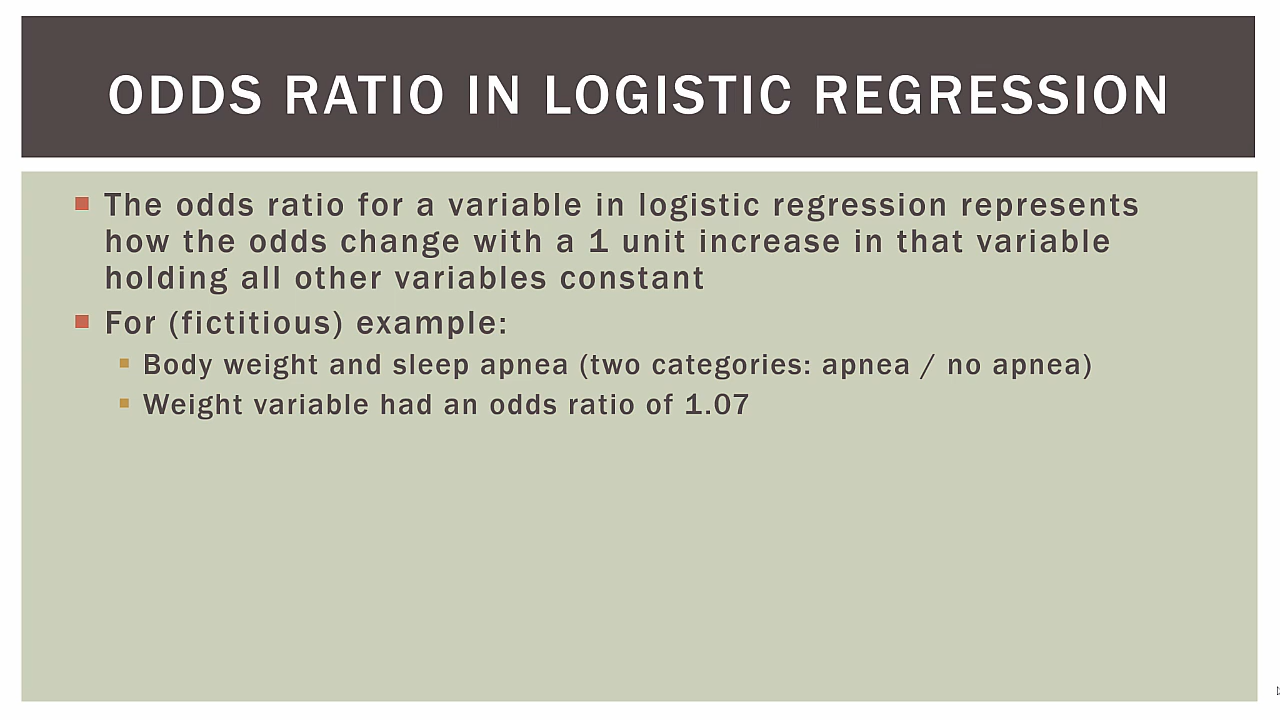 ODDS RATIO IN LOGISTIC REGRESSION
The odds ratio for a variable in logistic regression represents
how the odds change with a 1 unit increase in that variable
holding all other variables constant
For (fictitious) example:
Body weight and sleep apnea (two categories: apnea / no apnea)
Weight variable had an odds ratio of 1.07